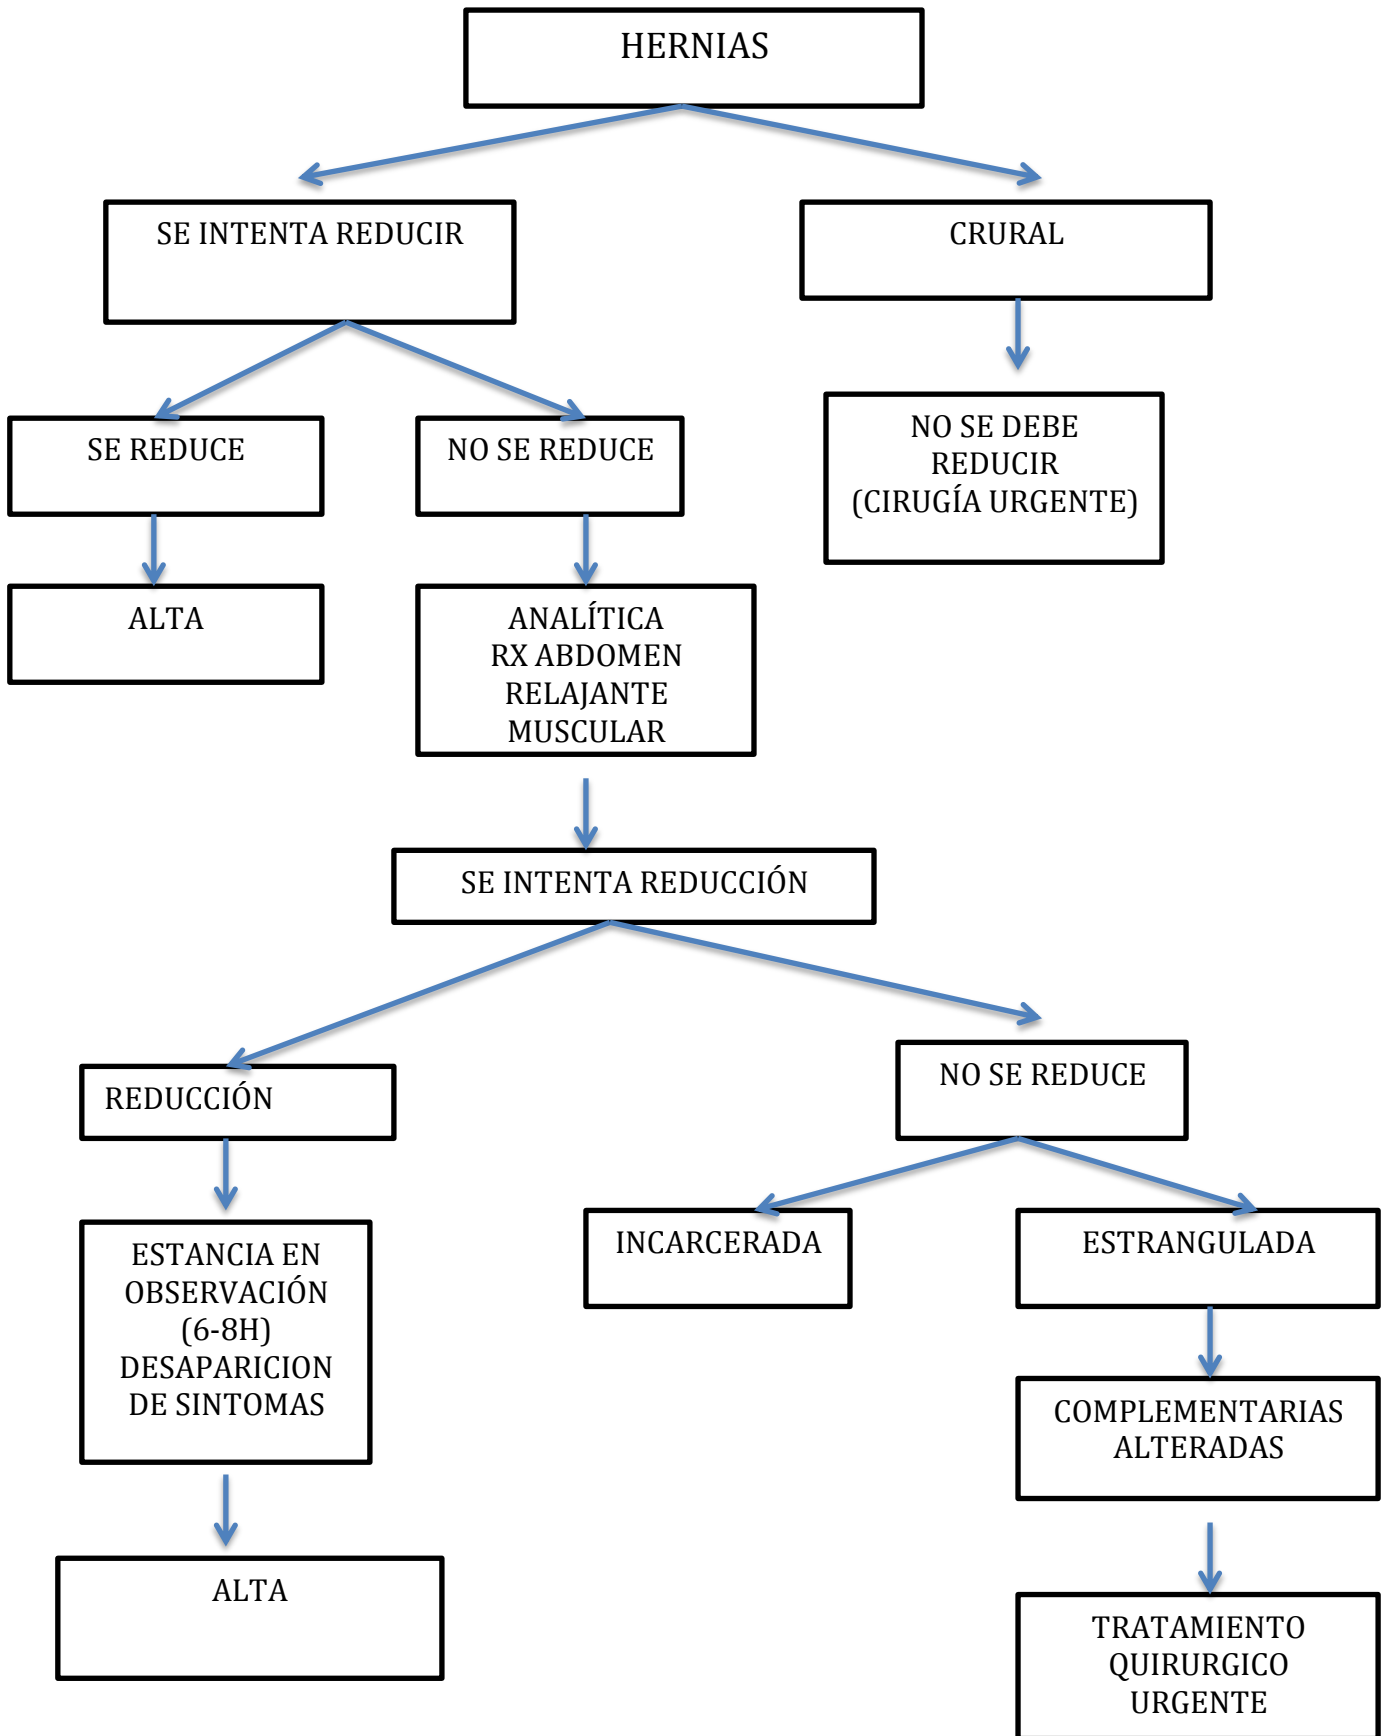 HERNIAS
SE INTENTA REDUCIR
CRURAL
SE REDUCE
NO SE REDUCE
NO SE DEBE
REDUCIR
(CIRUGÍA URGENTE)
ALTA
ANALÍTICA
RX ABDOMEN
RELAJANTE
MUSCULAR
SE INTENTA REDUCCIÓN
REDUCCIÓN
NO SE REDUCE
ESTANCIA EN
OBSERVACIÓN
(6-8H)
DESAPARICION
DE SINTOMAS
INCARCERADA
ESTRANGULADA
COMPLEMENTARIAS
ALTERADAS
ALTA
TRATAMIENTO
QUIRURGICO
URGENTE